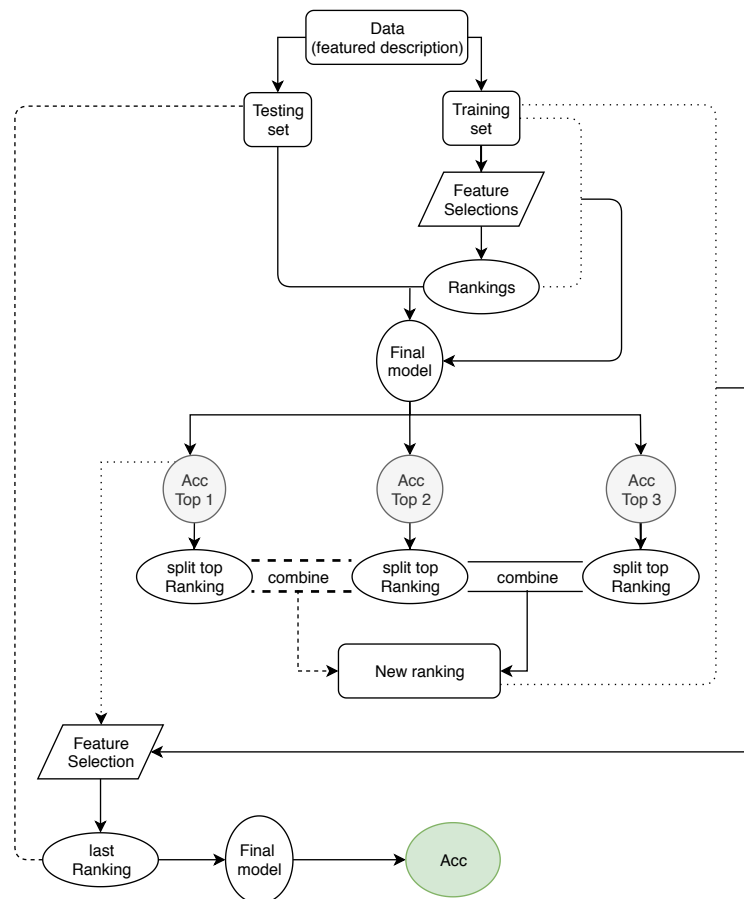 Data
(featured description)
Testing
set
Training
set
Feature
Selections
Rankings
Final
model
Acc
Top 1
Acc
Top 2
Acc
Top 3
split top
Ranking
combine
split top
Ranking
combine
split top
Ranking
New ranking
Feature
Selection
last
Ranking
Final
model
Acc